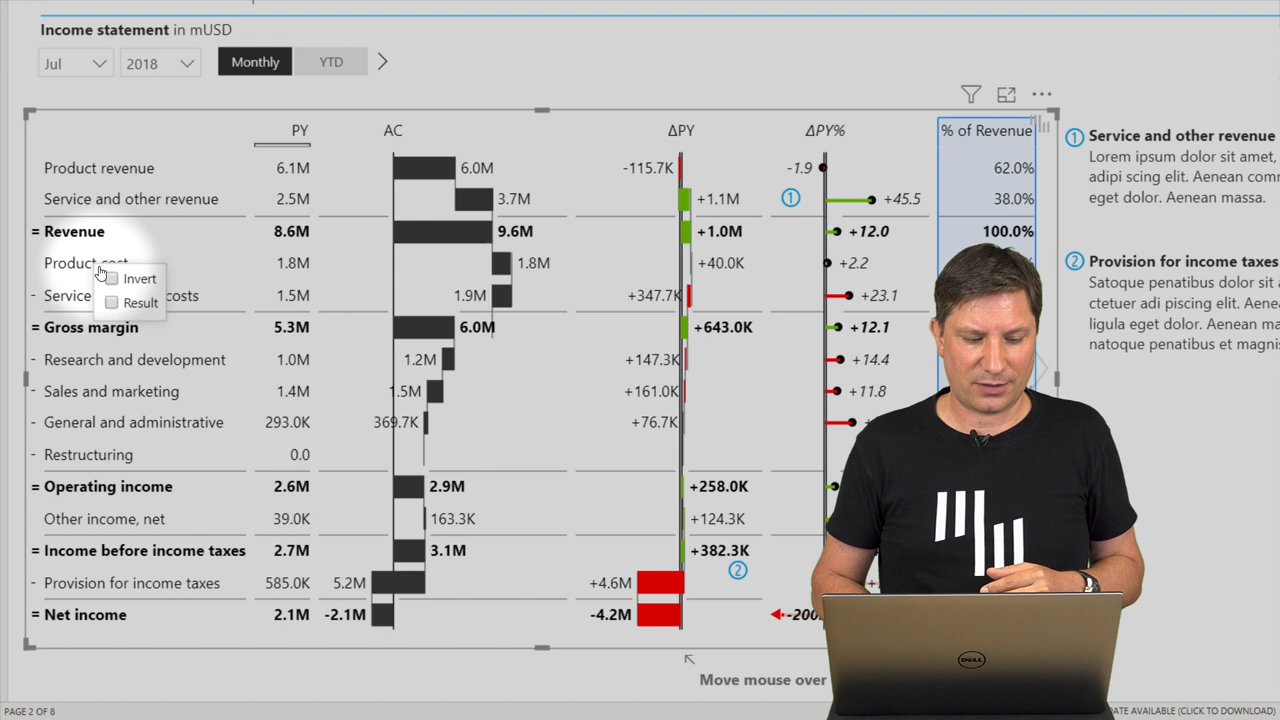 Income statement in mUSD
Jul 2018 Monthly YTD
PY AC ΔPY ΔPY% % of Revenue
Product revenue 6.1M 6.0M -115.7K -1.9 62.0%
Service and other revenue 2.5M 3.7M +1.1M 1 +45.5 38.0%
= Revenue 8.6M 9.6M +1.0M +12.0 100.0%
Product cost 1.8M 1.8M +40.0K +2.2
- Service costs 1.5M 1.9M +347.7K +23.1
Invert
Result
= Gross margin 5.3M 6.0M +643.0K +12.1
- Research and development 1.0M 1.2M +147.3K +14.4
- Sales and marketing 1.4M 1.5M +161.0K +11.8
- General and administrative 293.0K 369.7K +76.7K
- Restructuring 0.0
= Operating income 2.6M 2.9M +258.0K
Other income, net 39.0K 163.3K +124.3K
= Income before income taxes 2.7M 3.1M +382.3K
2
- Provision for income taxes 585.0K 5.2M +4.6M
= Net income 2.1M -2.1M -4.2M -200.
Move mouse over
1 Service and other revenue
Lorem ipsum dolor sit amet,
adipi scing elit. Aenean com
eget dolor. Aenean massa.
2 Provision for income taxes
Satoque penatibus dolor sit
ctetuer adi piscing elit. Aene
ligula eget dolor. Aenean ma
natoque penatibus et magnis
DELL
PAGE 2 OF 8
DATE AVAILABLE (CLICK TO DOWNLOAD)